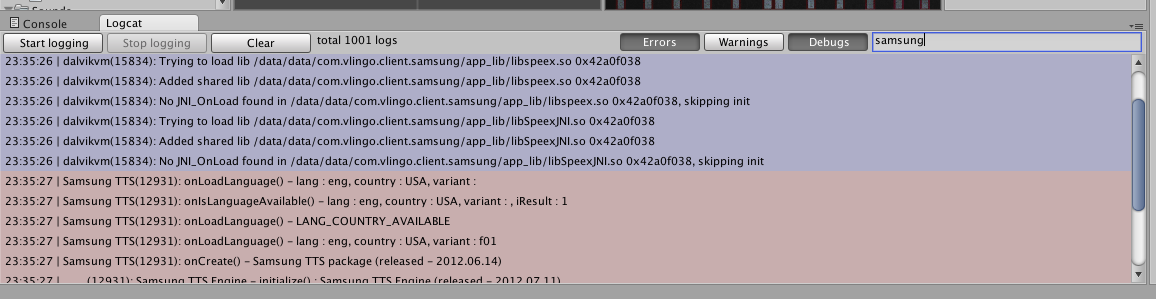 Console
Logcat
Start logging
Stop logging
Clear
total 1001 logs
Errors
Warnings
Debugs
samsung
23:35:26 | dalvikvm(15834): Trying to load lib /data/data/com.vlingo.client.samsung/app_lib/libspeex.so 0x42a0f038
23:35:26 | dalvikvm(15834): Added shared lib /data/data/com.vlingo.client.samsung/app_lib/libspeex.so 0x42a0f038
23:35:26 | dalvikvm(15834): No JNI_OnLoad found in /data/data/com.vlingo.client.samsung/app_lib/libspeex.so 0x42a0f038, skipping init
23:35:26 | dalvikvm(15834): Trying to load lib /data/data/com.vlingo.client.samsung/app_lib/libSpeexJNI.so 0x42a0f038
23:35:26 | dalvikvm(15834): Added shared lib /data/data/com.vlingo.client.samsung/app_lib/libSpeexJNI.so 0x42a0f038
23:35:26 | dalvikvm(15834): No JNI_OnLoad found in /data/data/com.vlingo.client.samsung/app_lib/libSpeexJNI.so 0x42a0f038, skipping init
23:35:27 | Samsung TTS(12931): onLoadLanguage() - lang : eng, country : USA, variant :
23:35:27 | Samsung TTS(12931): onIsLanguageAvailable() - lang : eng, country : USA, variant : , iResult : 1
23:35:27 | Samsung TTS(12931): onLoadLanguage() - LANG_COUNTRY_AVAILABLE
23:35:27 | Samsung TTS(12931): onLoadLanguage() - lang : eng, country : USA, variant : f01
23:35:27 | Samsung TTS(12931): onCreate() - Samsung TTS package (released - 2012.06.14)
23:35:27 | (12931): Samsung TTS Engine - initialize() : Samsung TTS Engine (released - 2012.07.11)